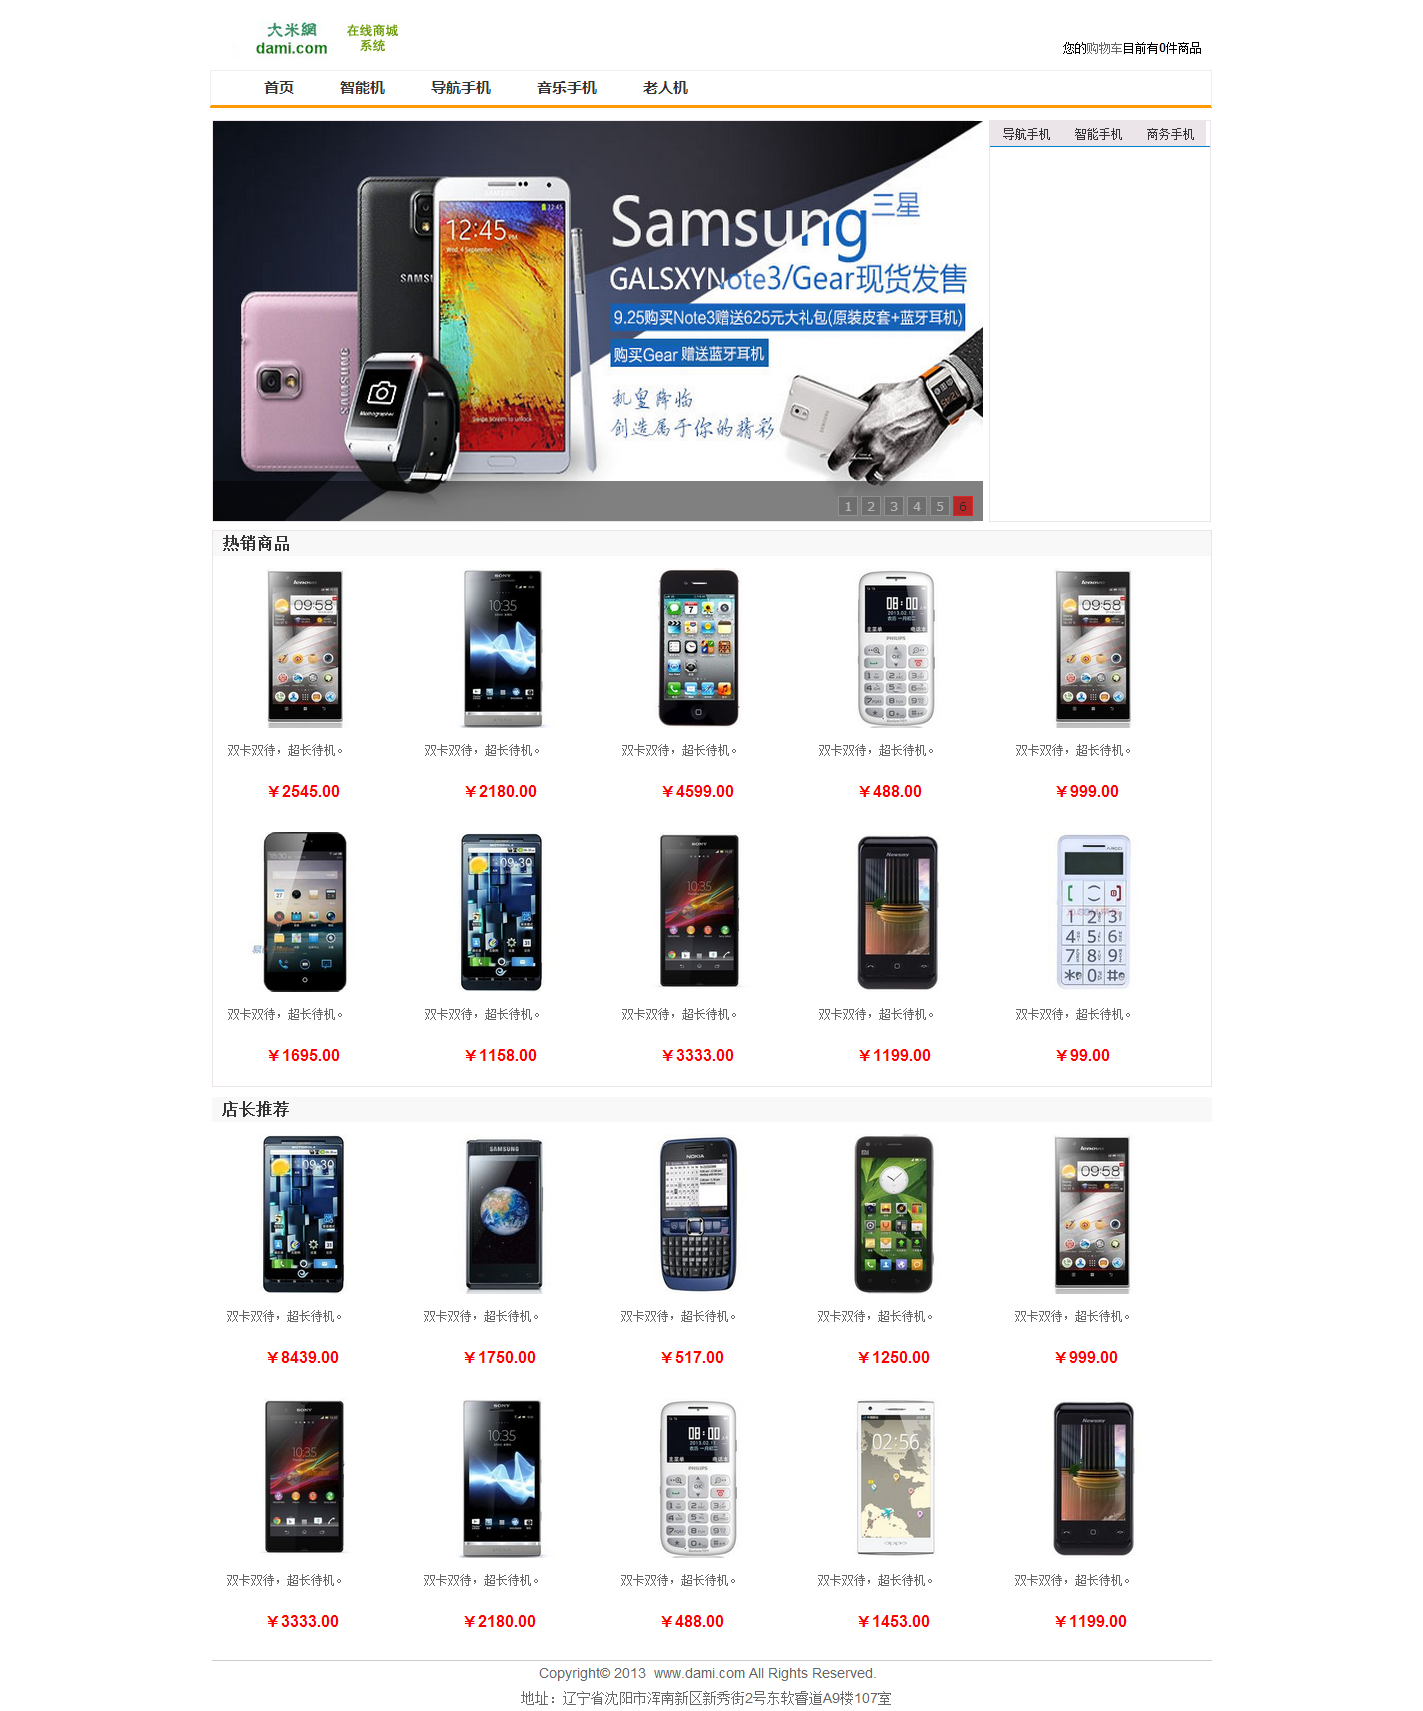 大米網
dami.com
在线商城
系统
您的购物车目前有0件商品
首页 智能机 导航手机 音乐手机 老人机
导航手机 智能手机 商务手机
Samsung三星
GALSXYNote3/Gear现货发售
9.25购买Note3赠送625元大礼包(原装皮套+蓝牙耳机)
购买Gear 赠送蓝牙耳机
机皇降临
创造属于你的精彩
12:45
SAMSUNG
1 2 3 4 5 6
热销商品
双卡双待，超长待机。 双卡双待，超长待机。 双卡双待，超长待机。 双卡双待，超长待机。 双卡双待，超长待机。
￥2545.00 ￥2180.00 ￥4599.00 ￥488.00 ￥999.00
双卡双待，超长待机。 双卡双待，超长待机。 双卡双待，超长待机。 双卡双待，超长待机。 双卡双待，超长待机。
￥1695.00 ￥1158.00 ￥3333.00 ￥1199.00 ￥99.00
店长推荐
双卡双待，超长待机。 双卡双待，超长待机。 双卡双待，超长待机。 双卡双待，超长待机。 双卡双待，超长待机。
￥8439.00 ￥1750.00 ￥517.00 ￥1250.00 ￥999.00
双卡双待，超长待机。 双卡双待，超长待机。 双卡双待，超长待机。 双卡双待，超长待机。 双卡双待，超长待机。
￥3333.00 ￥2180.00 ￥488.00 ￥1453.00 ￥1199.00
Copyright© 2013 www.dami.com All Rights Reserved.
地址：辽宁省沈阳市浑南新区新秀街2号东软睿道A9楼107室